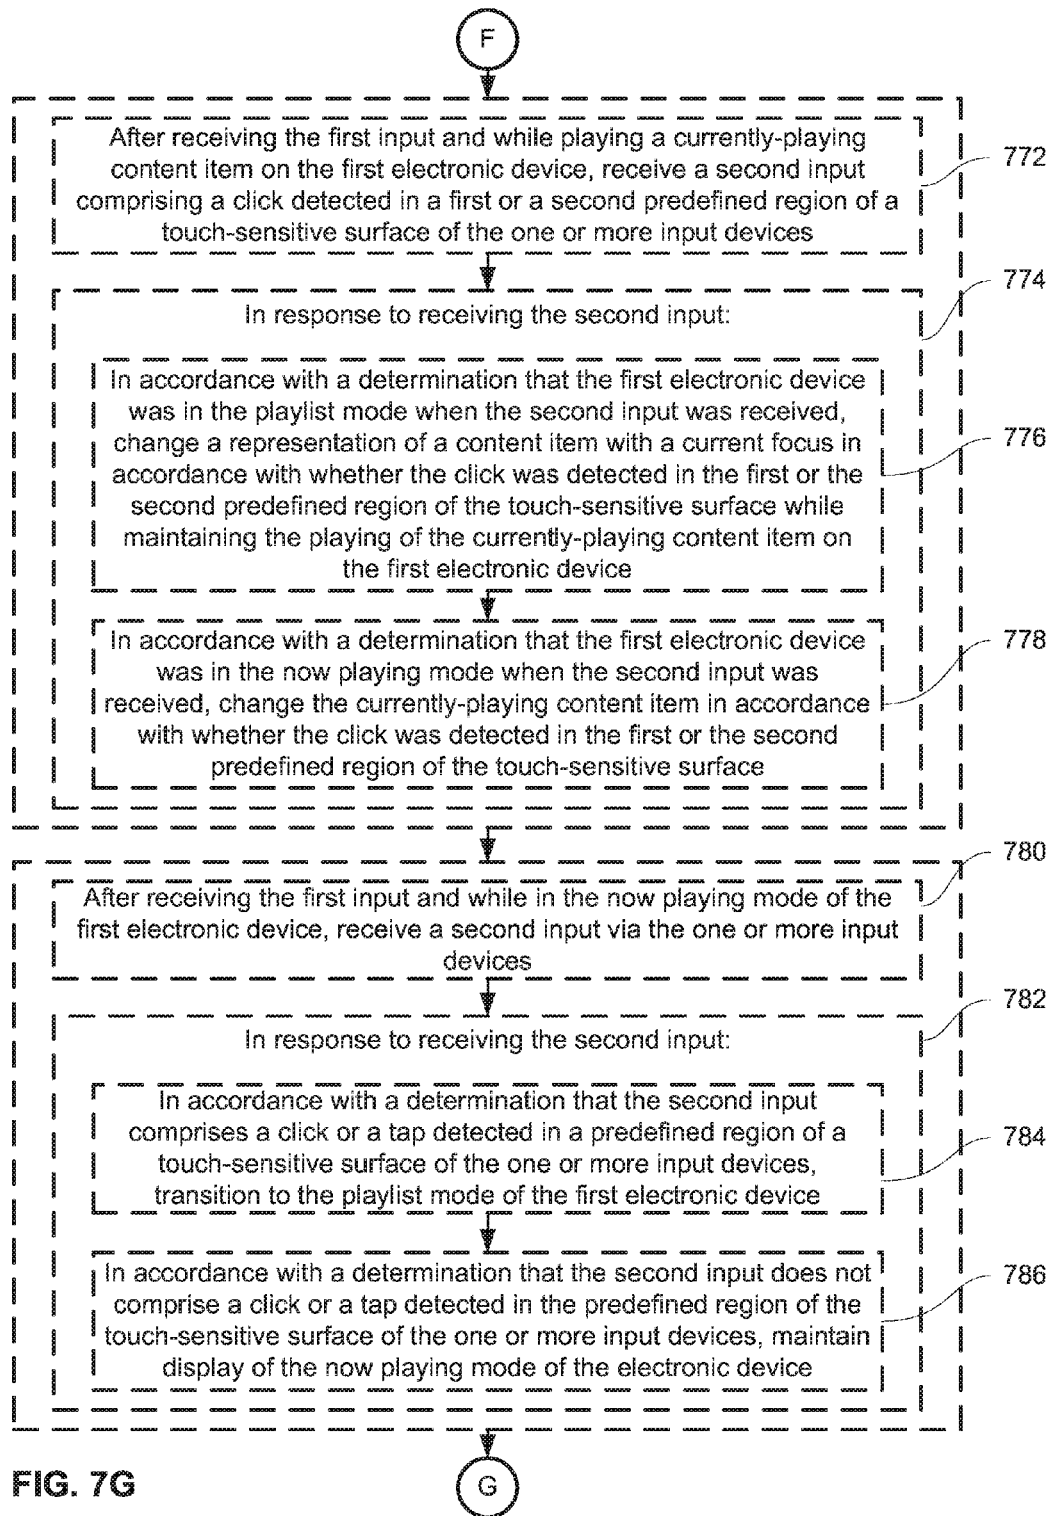 F
After receiving the first input and while playing a currently-playing
content item on the first electronic device, receive a second input
comprising a click detected in a first or a second predefined region of a
touch-sensitive surface of the one or more input devices
772
774
In response to receiving the second input:
In accordance with a determination that the first electronic device
was in the playlist mode when the second input was received,
change a representation of a content item with a current focus in
accordance with whether the click was detected in the first or the
second predefined region of the touch-sensitive surface while
maintaining the playing of the currently-playing content item on
the first electronic device
776
In accordance with a determination that the first electronic device
was in the now playing mode when the second input was
received, change the currently-playing content item in accordance
with whether the click was detected in the first or the second
predefined region of the touch-sensitive surface
778
780
After receiving the first input and while in the now playing mode of the
first electronic device, receive a second input via the one or more input
devices
782
In response to receiving the second input:
In accordance with a determination that the second input
comprises a click or a tap detected in a predefined region of a
touch-sensitive surface of the one or more input devices,
transition to the playlist mode of the first electronic device
784
In accordance with a determination that the second input does not
comprise a click or a tap detected in the predefined region of the
touch-sensitive surface of the one or more input devices, maintain
display of the now playing mode of the electronic device
786
FIG. 7G
G